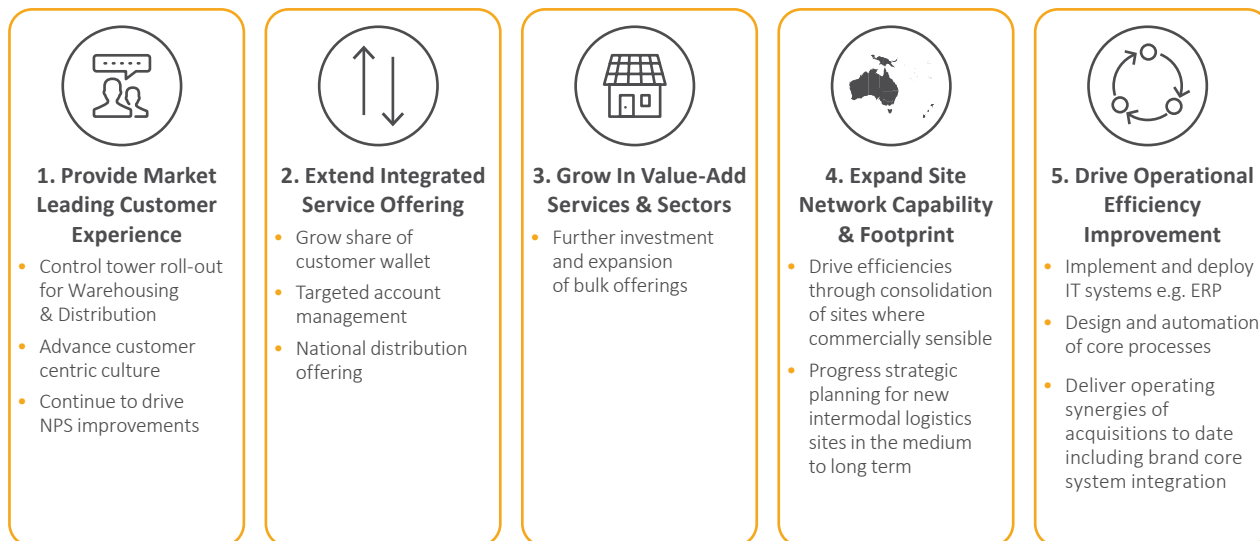 1. Provide Market
Leading Customer
Experience
• Control tower roll-out
for Warehousing
& Distribution
• Advance customer
centric culture
• Continue to drive
NPS improvements
2. Extend Integrated
Service Offering
• Grow share of
customer wallet
• Targeted account
management
• National distribution
offering
3. Grow In Value-Add
Services & Sectors
• Further investment
and expansion
of bulk offerings
4. Expand Site
Network Capability
& Footprint
• Drive efficiencies
through consolidation
of sites where
commercially sensible
• Progress strategic
planning for new
intermodal logistics
sites in the medium
to long term
5. Drive Operational
Efficiency
Improvement
• Implement and deploy
IT systems e.g. ERP
• Design and automation
of core processes
• Deliver operating
synergies of
acquisitions to date
including brand core
system integration